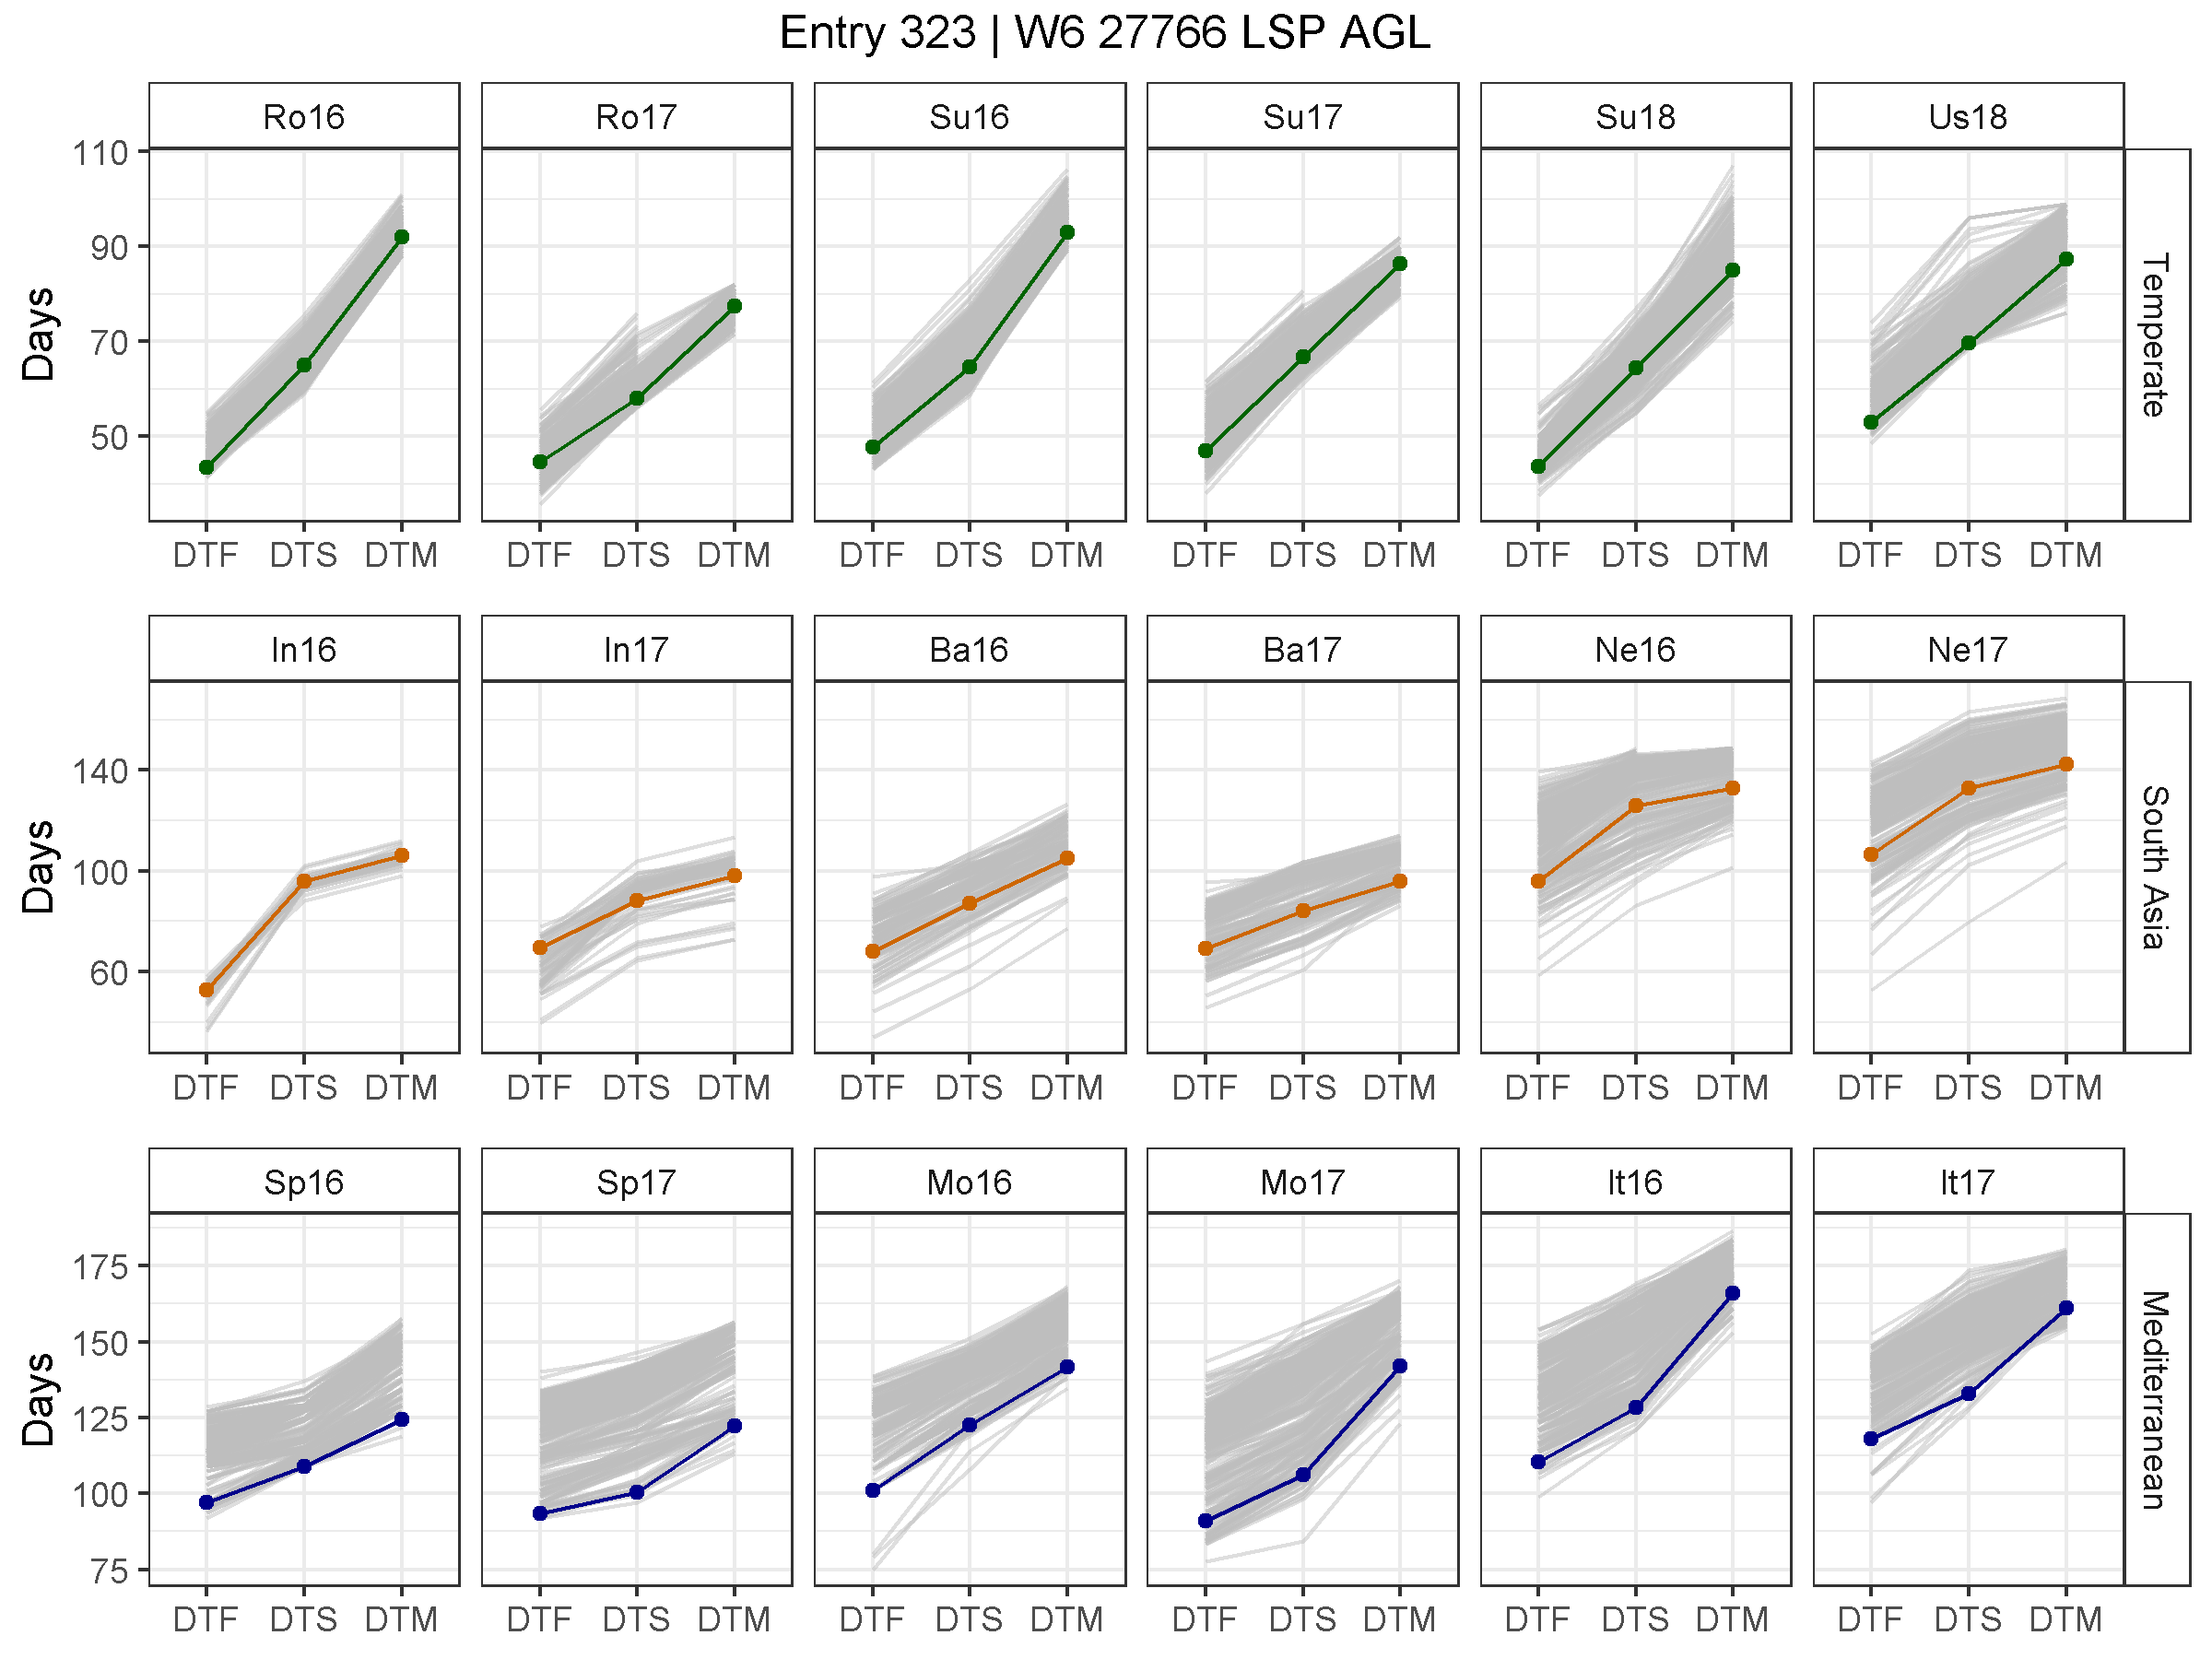 Entry 323 | W6 27766 LSP AGL
Ro16 Ro17 Su16 Su17 Su18 Us18
110
90
70
50
Days
Temperate
DTF DTS DTM DTF DTS DTM DTF DTS DTM DTF DTS DTM DTF DTS DTM DTF DTS DTM
In16 In17 Ba16 Ba17 Ne16 Ne17
140
100
60
Days
South Asia
DTF DTS DTM DTF DTS DTM DTF DTS DTM DTF DTS DTM DTF DTS DTM DTF DTS DTM
Sp16 Sp17 Mo16 Mo17 It16 It17
175
150
125
100
75
Days
Mediterranean
DTF DTS DTM DTF DTS DTM DTF DTS DTM DTF DTS DTM DTF DTS DTM DTF DTS DTM